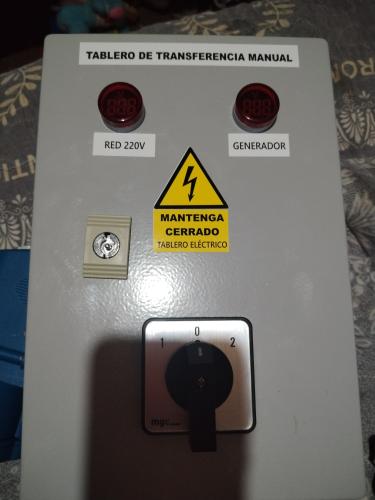 TABLERO DE TRANSFERENCIA MANUAL
RED 220V
GENERADOR
MANTENGA
CERRADO
TABLERO ELÉCTRICO
0
1
2